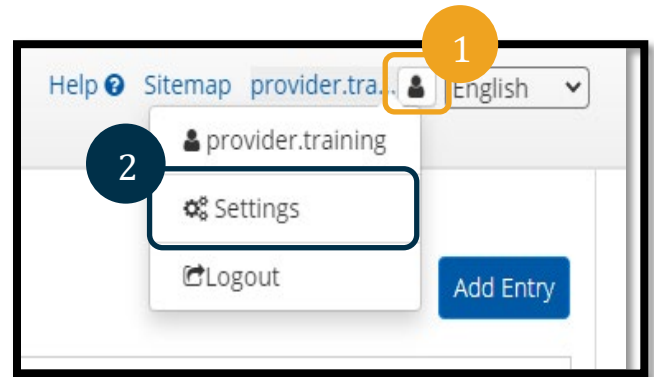 1
Help Sitemap provider.tra... English
provider.training
2
Settings
Logout
Add Entry